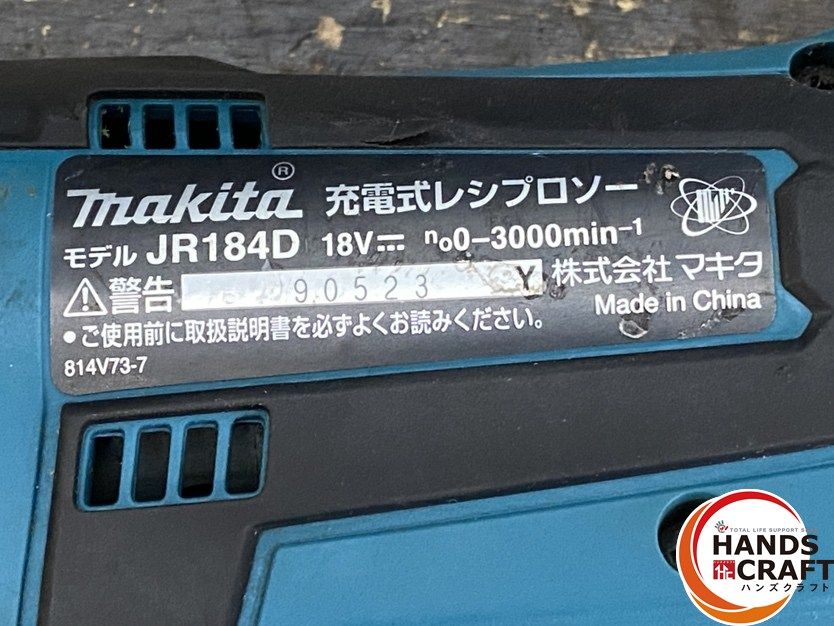 makita® 充電式レシプロソー
モデル JR184D 18V⎓ n₀0-3000min⁻¹
⚠警告 90523 Y 株式会社マキタ
Made in China
●ご使用前に取扱説明書を必ずよくお読みください。
814V73-7
TOTAL LIFE SUPPORT
HANDS
CRAFT
ハンズクラフト